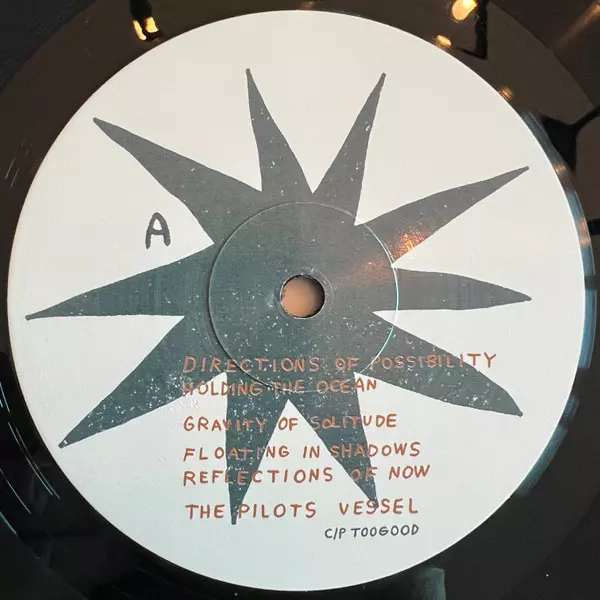 A
DIRECTIONS OF POSSIBILITY
HOLDING THE OCEAN
GRAVITY OF SOLITUDE
FLOATING IN SHADOWS
REFLECTIONS OF NOW
THE PILOTS VESSEL
C/P TOOGOOD